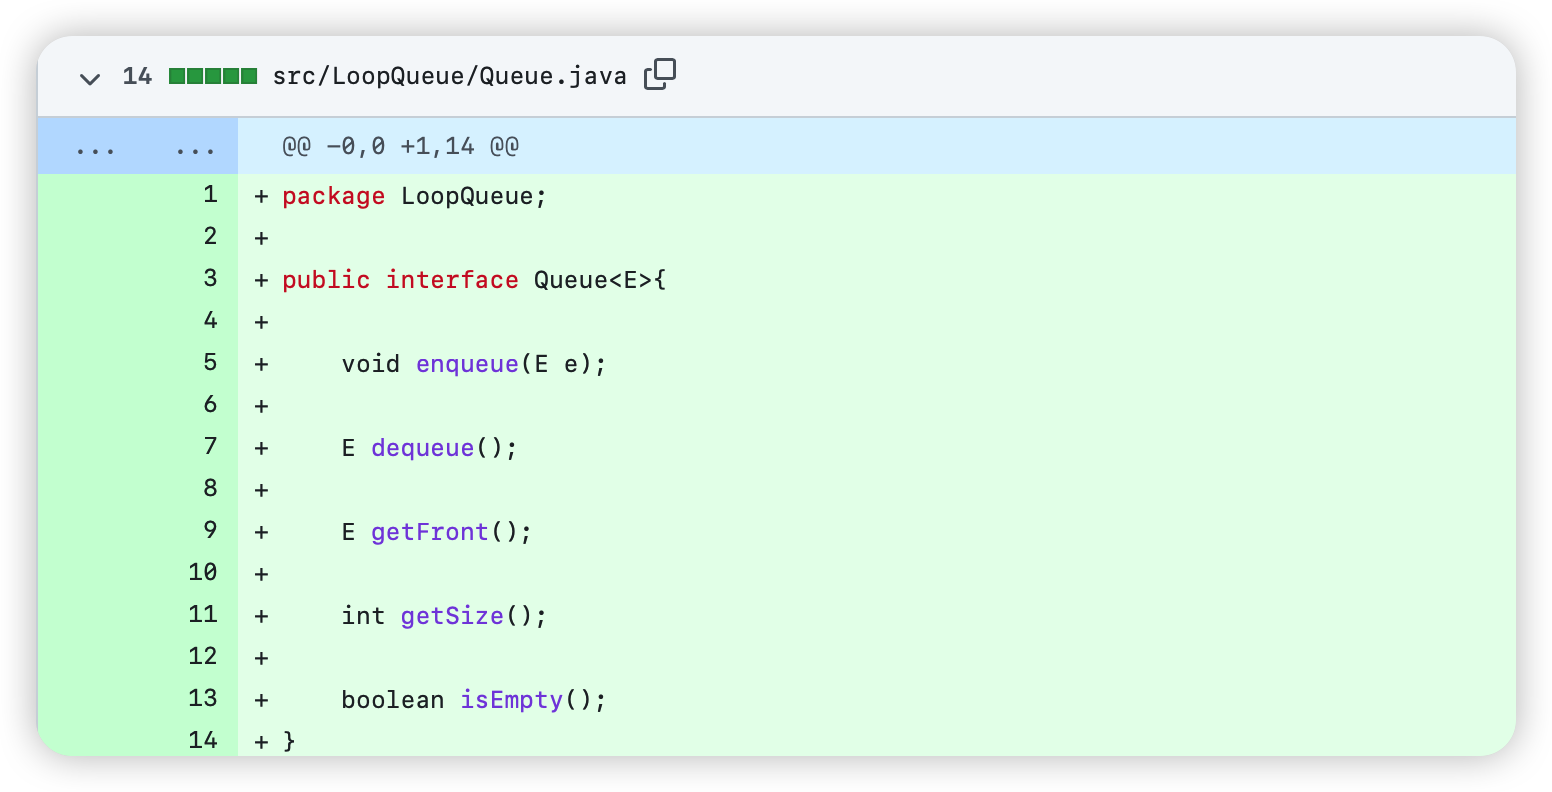 14 src/LoopQueue/Queue.java
... ... @@ -0,0 +1,14 @@
1 + package LoopQueue;
2 +
3 + public interface Queue<E>{
4 +
5 +     void enqueue(E e);
6 +
7 +     E dequeue();
8 +
9 +     E getFront();
10 +
11 +     int getSize();
12 +
13 +     boolean isEmpty();
14 + }